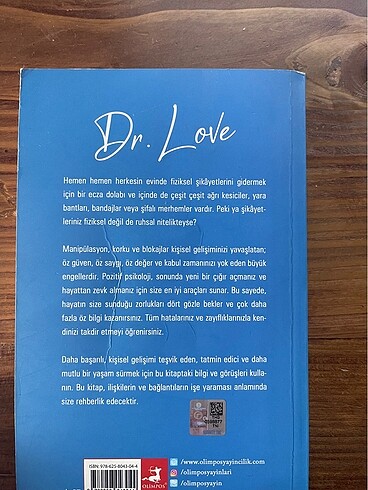 Dr. Love
Hemen hemen herkesin evinde fiziksel şikâyetlerini gidermek
için bir ecza dolabı ve içinde de çeşit çeşit ağrı kesiciler, yara
bantları, bandajlar veya şifalı merhemler vardır. Peki ya şikâyet-
leriniz fiziksel değil de ruhsal nitelikteyse?
Manipülasyon, korku ve blokajlar kişisel gelişiminizi yavaşlatan;
öz güven, öz saygı, öz değer ve kabul zamanınızı yok eden büyük
engellerdir. Pozitif psikoloji, sonunda yeni bir çığır açmanız ve
hayattan zevk almanız için size en iyi araçları sunar. Bu sayede,
hayatın size sunduğu zorlukları dört gözle bekler ve çok daha
fazla öz bilgi kazanırsınız. Tüm hatalarınız ve zayıflıklarınızla ken-
dinizi takdir etmeyi öğrenirsiniz.
Daha başarılı, kişisel gelişimi teşvik eden, tatmin edici ve daha
mutlu bir yaşam sürmek için bu kitaptaki bilgi ve görüşleri kulla-
nın. Bu kitap, ilişkilerin ve bağlantıların işe yaraması anlamında
size rehberlik edecektir.
ISBN: 978-625-8043-04-4
OLİMPOS
/www.olimposyayincilik.com
/olimposyayinlari
/olimposyayin